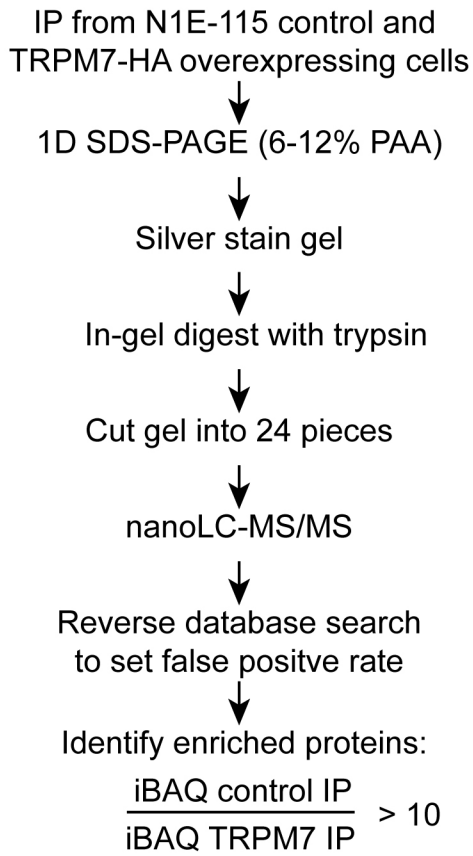 IP from N1E-115 control and
TRPM7-HA overexpressing cells
1D SDS-PAGE (6-12% PAA)
Silver stain gel
In-gel digest with trypsin
Cut gel into 24 pieces
nanoLC-MS/MS
Reverse database search
to set false positve rate
Identify enriched proteins:
iBAQ control IP
iBAQ TRPM7 IP
> 10